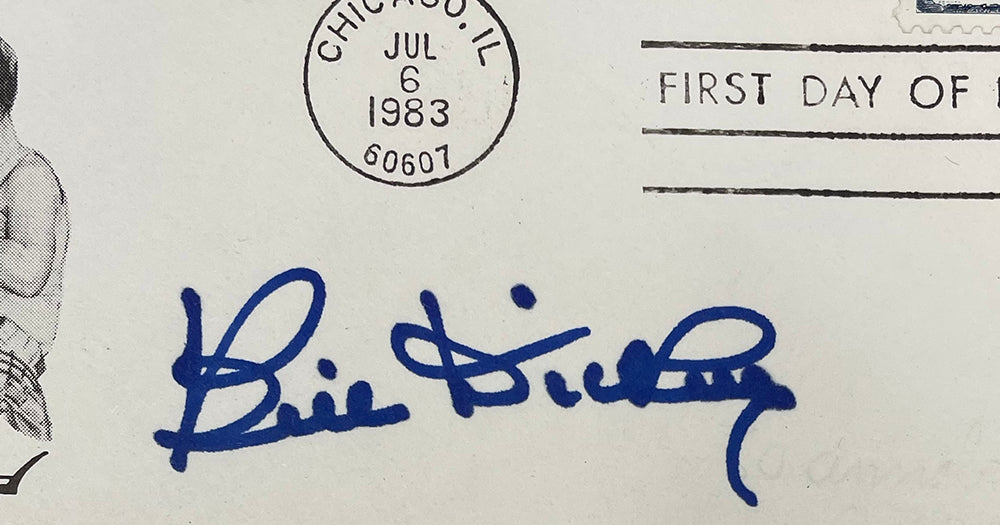 CHICAGO, IL
JUL
6
1983
60607
FIRST DAY OF
Bill Dickey